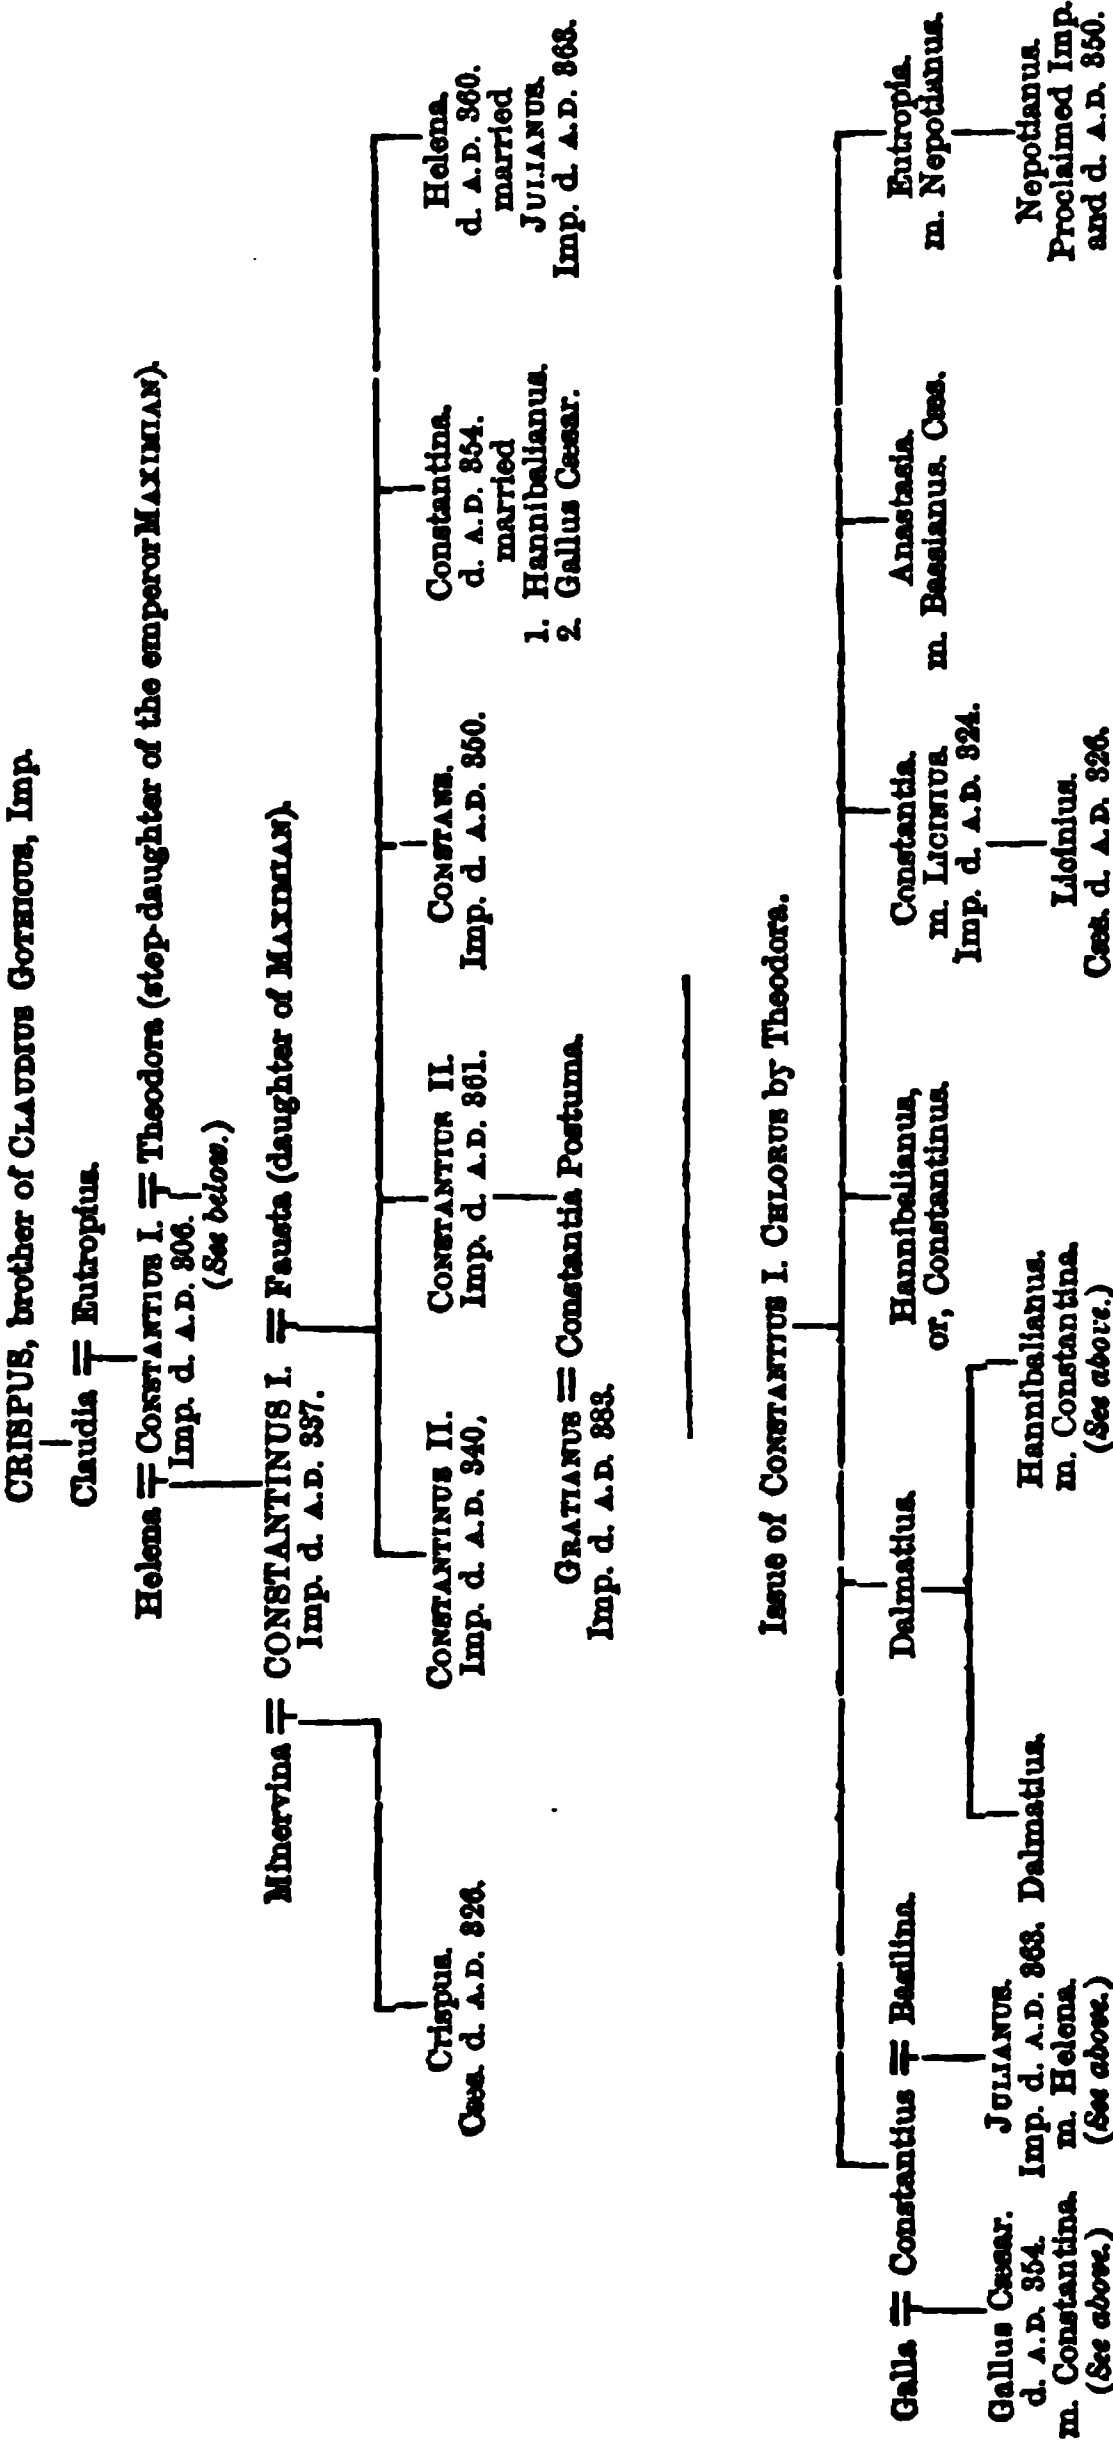 CRISPUS, brother of CLAUDIUS GOTHICUS, Imp.
Claudia = Eutropius.
Helena = CONSTANTIUS I. = Theodora (step-daughter of the emperor MAXIMIAN).
Imp. d. A.D. 306.
(See below.)
Minervina = CONSTANTINUS I. = Fausta (daughter of MAXIMIAN).
Imp. d. A.D. 337.
Crispus.
Cæs. d. A.D. 326.
CONSTANTINUS II.
Imp. d. A.D. 340,
CONSTANTIUS II.
Imp. d. A.D. 361.
CONSTANS.
Imp. d. A.D. 350.
Constantina.
d. A.D. 354.
married
1. Hannibalianus.
2. Gallus Cæsar.
Helena.
d. A.D. 360.
married
JULIANUS.
Imp. d. A.D. 363.
GRATIANUS = Constantia Postuma.
Imp. d. A.D. 383.
Issue of CONSTANTIUS I. CHLORUS by Theodora.
Galla = Constantius = Basilina.
Dalmatius.
Hannibalianus,
or, Constantinus.
Constantia.
m. LICINIUS.
Imp. d. A.D. 324.
Anastasia.
m. Bassianus. Cæs.
Eutropia.
m. Nepotianus.
Gallus Cæsar.
d. A.D. 354.
m. Constantina.
(See above.)
JULIANUS.
Imp. d. A.D. 363.
m. Helena.
(See above.)
Dalmatius.
Hannibalianus.
m. Constantina.
(See above.)
Licinius.
Cæs. d. A.D. 326.
Nepotianus.
Proclaimed Imp.
and d. A.D. 350.